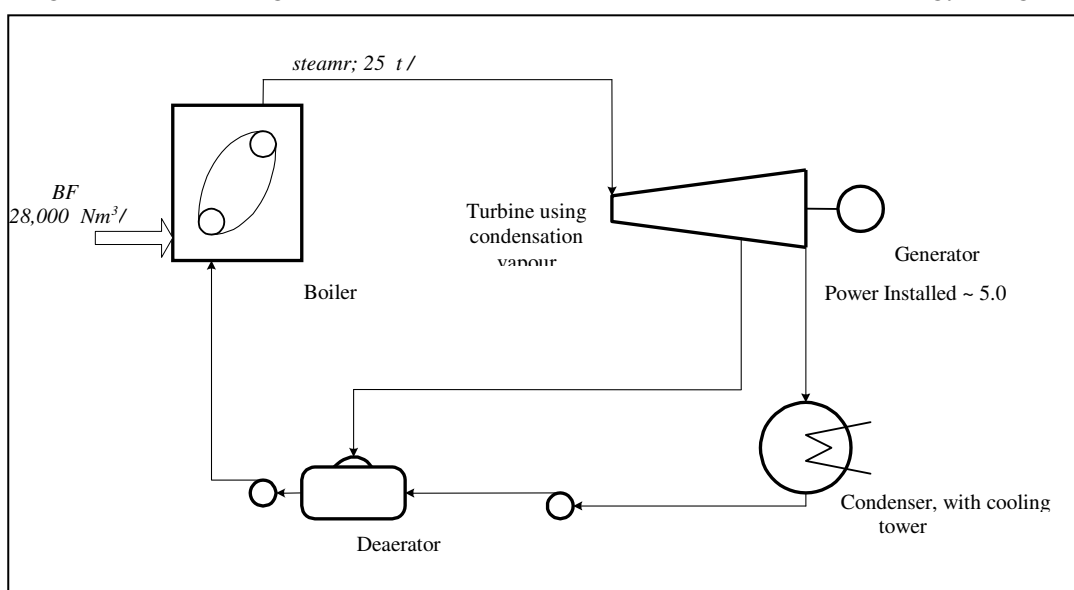 steamr; 25 t /
BF
28,000 Nm³/
Turbine using
condensation
vapour
Generator
Power Installed ~ 5.0
Boiler
Condenser, with cooling
tower
Deaerator